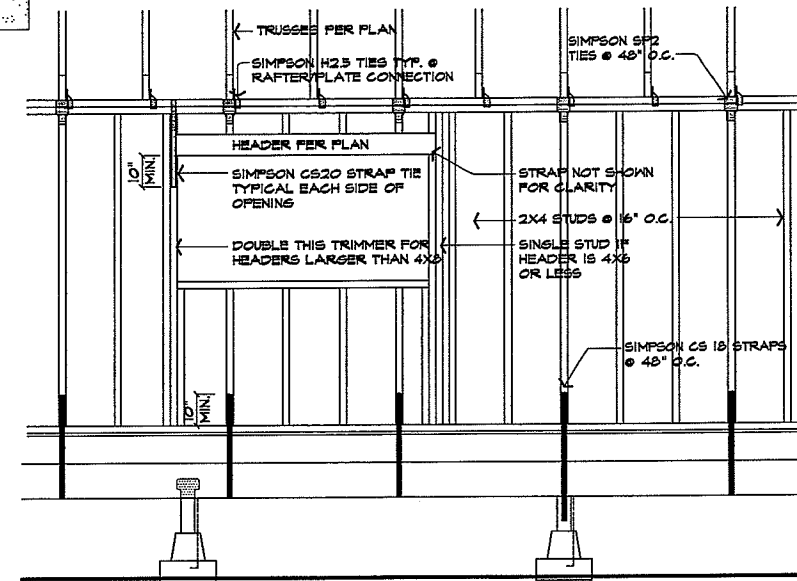 TRUSSES PER PLAN
SIMPSON H2.5 TIES TYP. @
RAFTER/PLATE CONNECTION
SIMPSON SP2
TIES @ 48" O.C.
HEADER PER PLAN
10"
MIN.
SIMPSON CS20 STRAP TIE
TYPICAL EACH SIDE OF
OPENING
STRAP NOT SHOWN
FOR CLARITY
2X4 STUDS @ 16" O.C.
DOUBLE THIS TRIMMER FOR
HEADERS LARGER THAN 4X8
SINGLE STUD IF
HEADER IS 4X6
OR LESS
SIMPSON CS 18 STRAPS
@ 48" O.C.
10"
MIN.